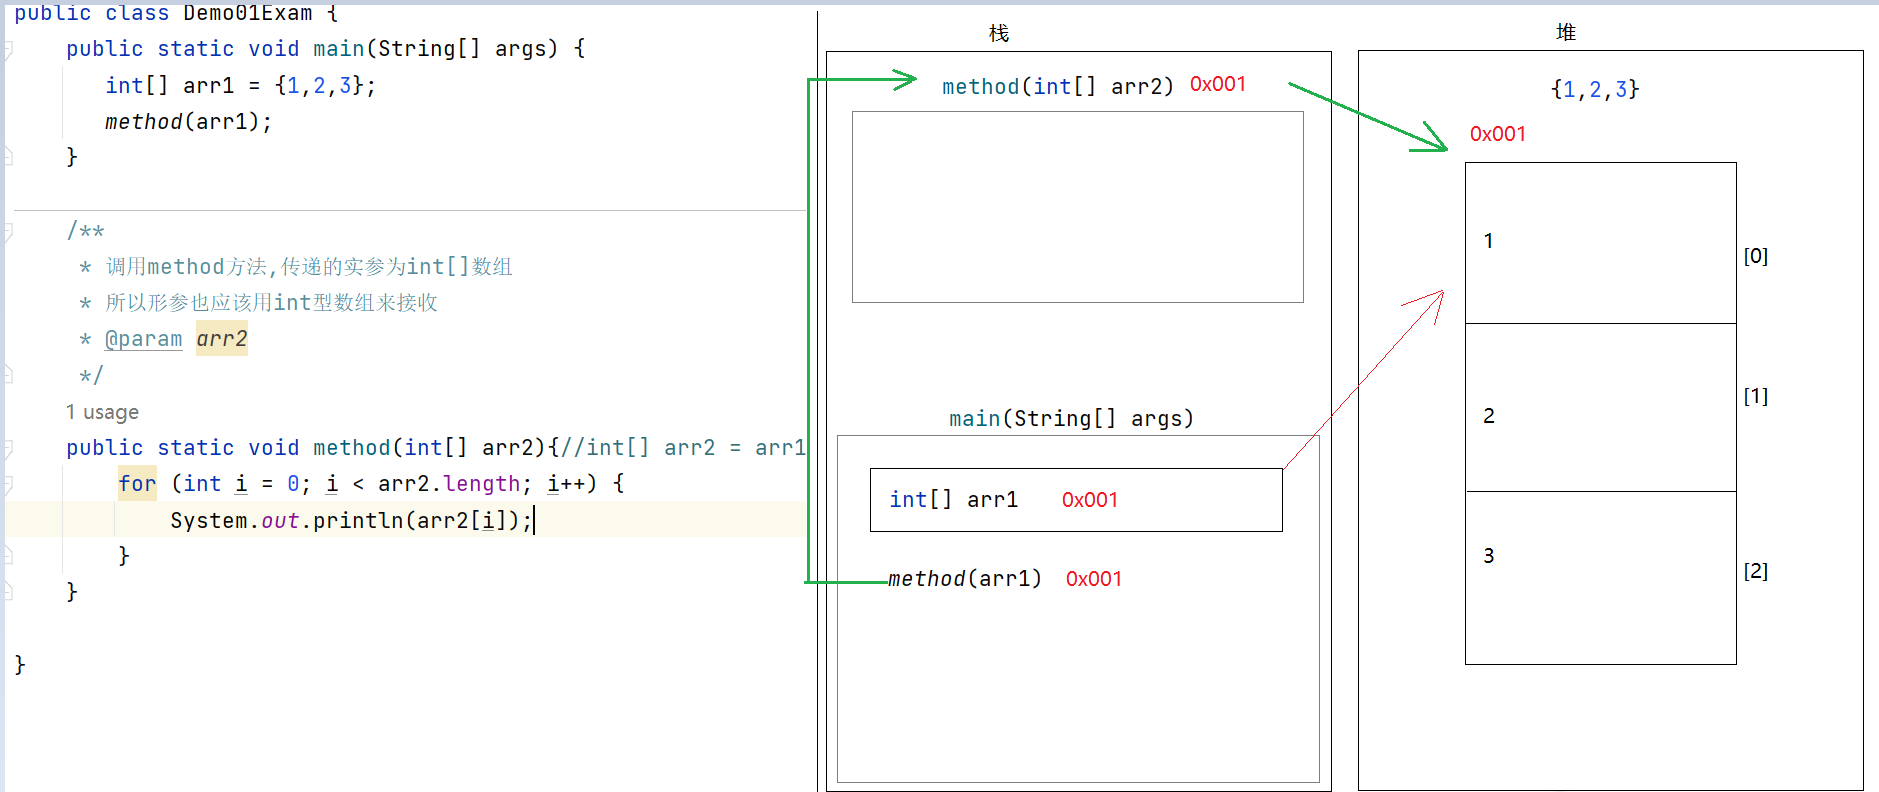 public class Demo01Exam {
public static void main(String[] args) {
int[] arr1 = {1,2,3};
method(arr1);
}
/**
* 调用method方法,传递的实参为int[]数组
* 所以形参也应该用int型数组来接收
* @param arr2
*/
1 usage
public static void method(int[] arr2){//int[] arr2 = arr1
for (int i = 0; i < arr2.length; i++) {
System.out.println(arr2[i]);
}
}
}
栈
method(int[] arr2) 0x001
main(String[] args)
int[] arr1 0x001
method(arr1) 0x001
堆
{1,2,3}
0x001
1
[0]
[1]
2
3
[2]